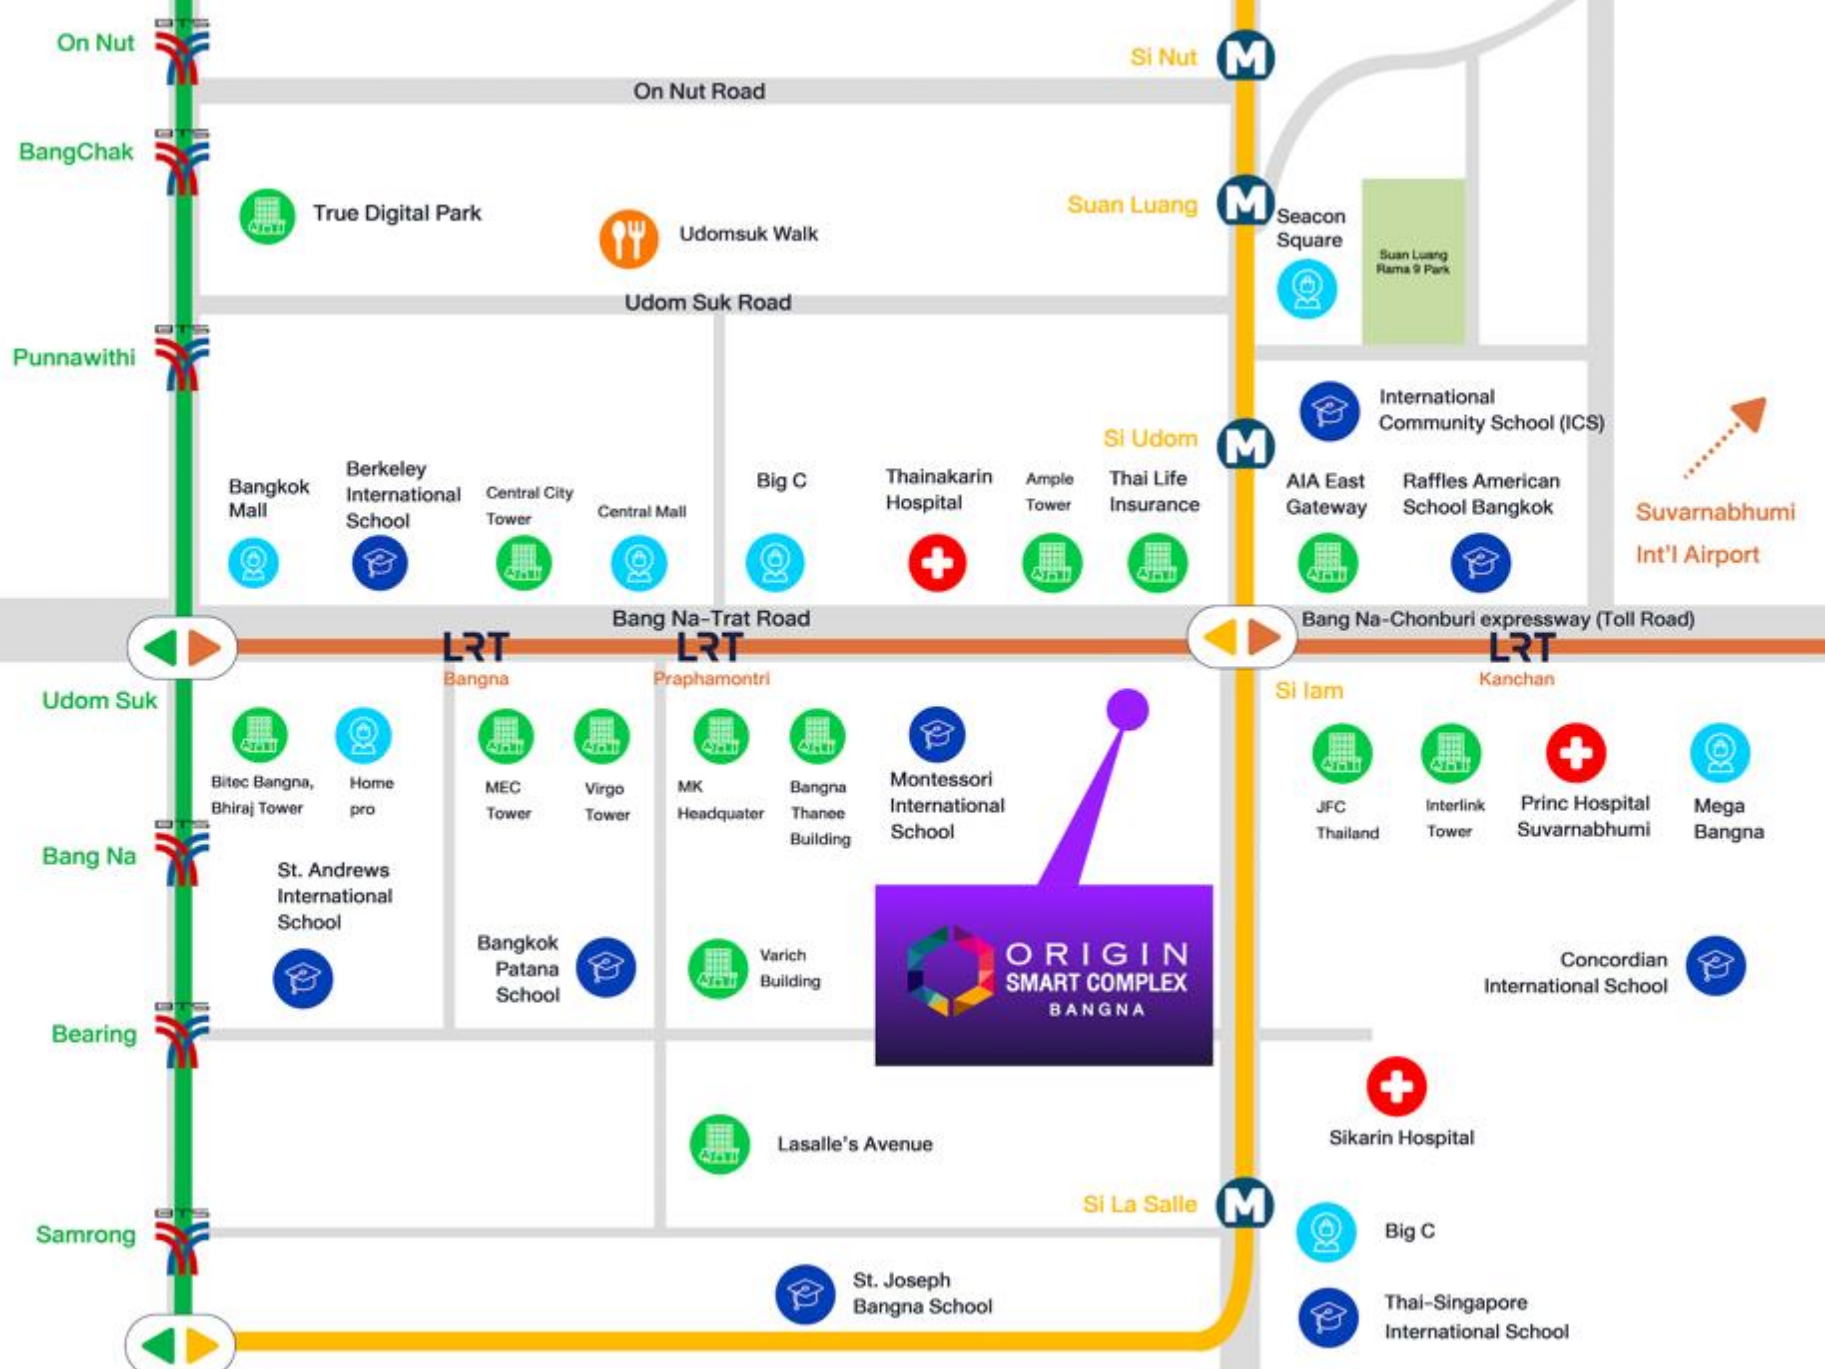 On Nut
BTS
Si Nut
M
On Nut Road
BTS
BangChak
True Digital Park
Udomsuk Walk
Suan Luang
M
Seacon
Square
Suan Luang
Rama 9 Park
Udom Suk Road
BTS
Punnawithi
International
Community School (ICS)
Si Udom
M
Bangkok
Mall
Berkeley
International
School
Central City
Tower
Central Mall
Big C
Thainakarin
Hospital
Ample
Tower
Thai Life
Insurance
AIA East
Gateway
Raffles American
School Bangkok
Suvarnabhumi
Int'l Airport
Bang Na-Trat Road
Bang Na-Chonburi expressway (Toll Road)
LRT
Bangna
LRT
Praphamontri
LRT
Kanchan
Udom Suk
Si Iam
Bitec Bangna,
Bhiraj Tower
Home
pro
MEC
Tower
Virgo
Tower
MK
Headquater
Bangna
Thanee
Building
Montessori
International
School
JFC
Thailand
Interlink
Tower
Princ Hospital
Suvarnabhumi
Mega
Bangna
BTS
Bang Na
St. Andrews
International
School
Bangkok
Patana
School
Varich
Building
ORIGIN
SMART COMPLEX
BANGNA
Concordian
International School
BTS
Bearing
Sikarin Hospital
Lasalle's Avenue
Si La Salle
M
BTS
Samrong
Big C
St. Joseph
Bangna School
Thai-Singapore
International School